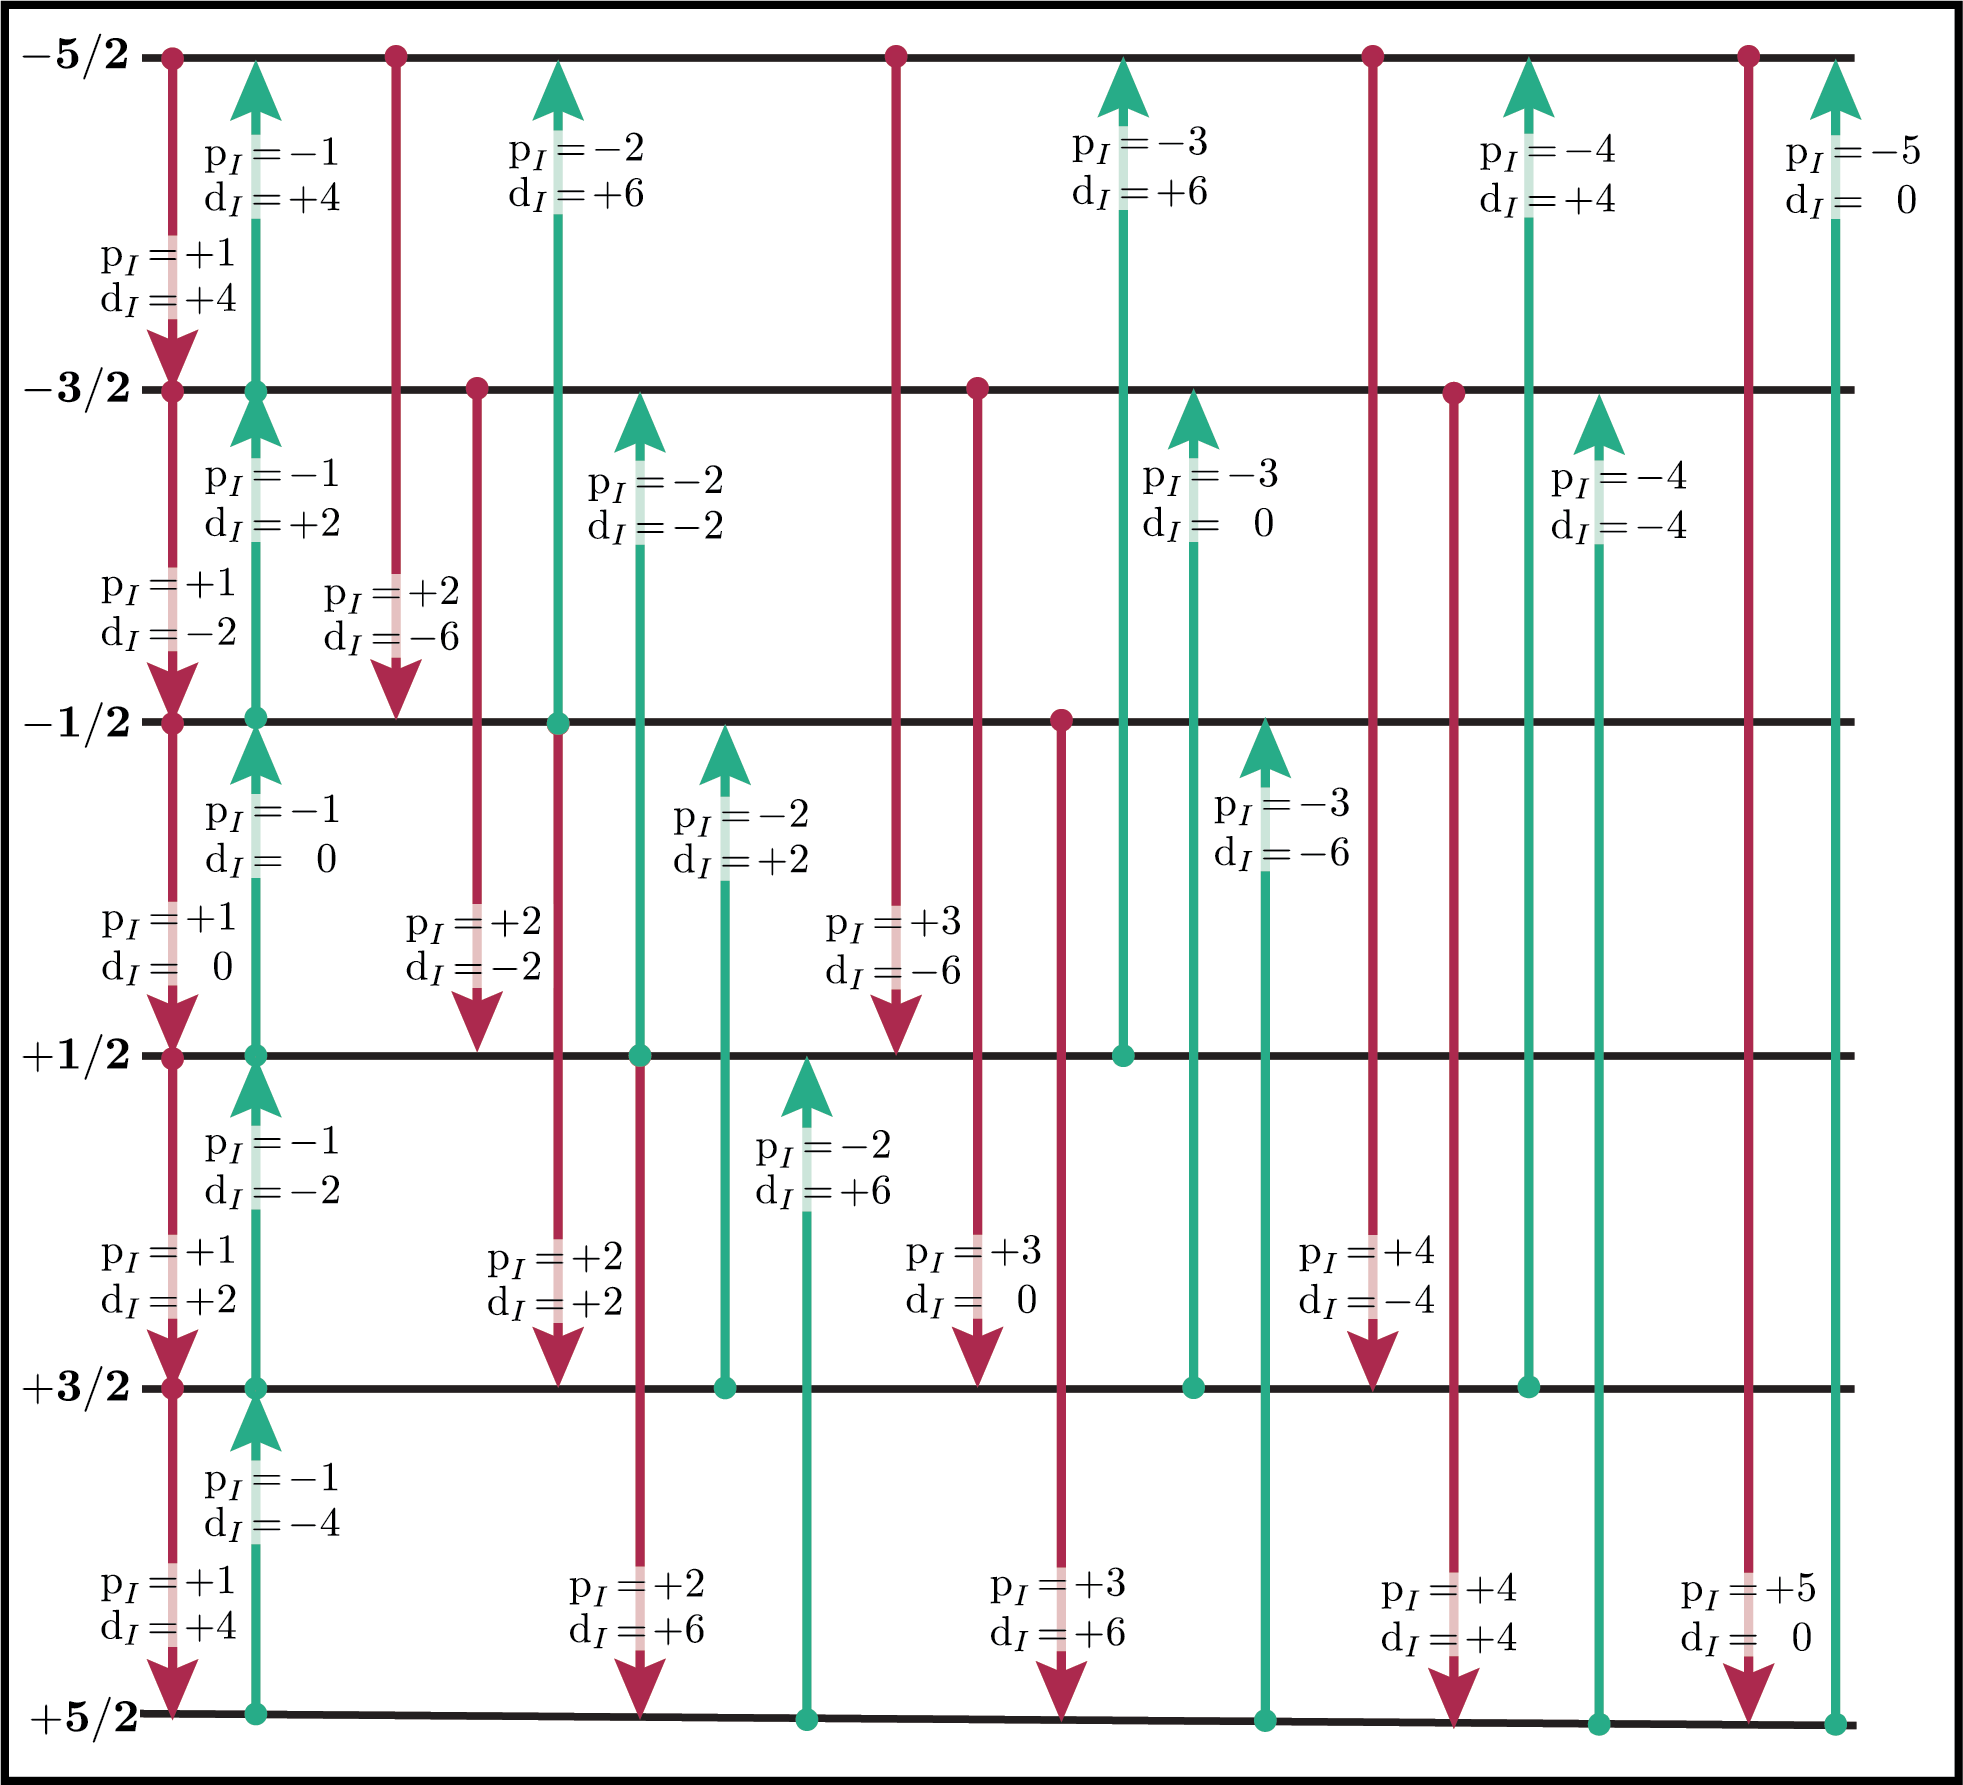 −5/2
p_I = −1
d_I = +4
p_I = −2
d_I = +6
p_I = −3
d_I = +6
p_I = −4
d_I = +4
p_I = −5
d_I = 0
p_I = +1
d_I = +4
−3/2
p_I = −1
d_I = +2
p_I = −2
d_I = −2
p_I = −3
d_I = 0
p_I = −4
d_I = −4
p_I = +1
d_I = −2
p_I = +2
d_I = −6
−1/2
p_I = −1
d_I = 0
p_I = −2
d_I = +2
p_I = −3
d_I = −6
p_I = +1
d_I = 0
p_I = +2
d_I = −2
p_I = +3
d_I = −6
+1/2
p_I = −1
d_I = −2
p_I = −2
d_I = +6
p_I = +1
d_I = +2
p_I = +2
d_I = +2
p_I = +3
d_I = 0
p_I = +4
d_I = −4
+3/2
p_I = −1
d_I = −4
p_I = +1
d_I = +4
p_I = +2
d_I = +6
p_I = +3
d_I = +6
p_I = +4
d_I = +4
p_I = +5
d_I = 0
+5/2